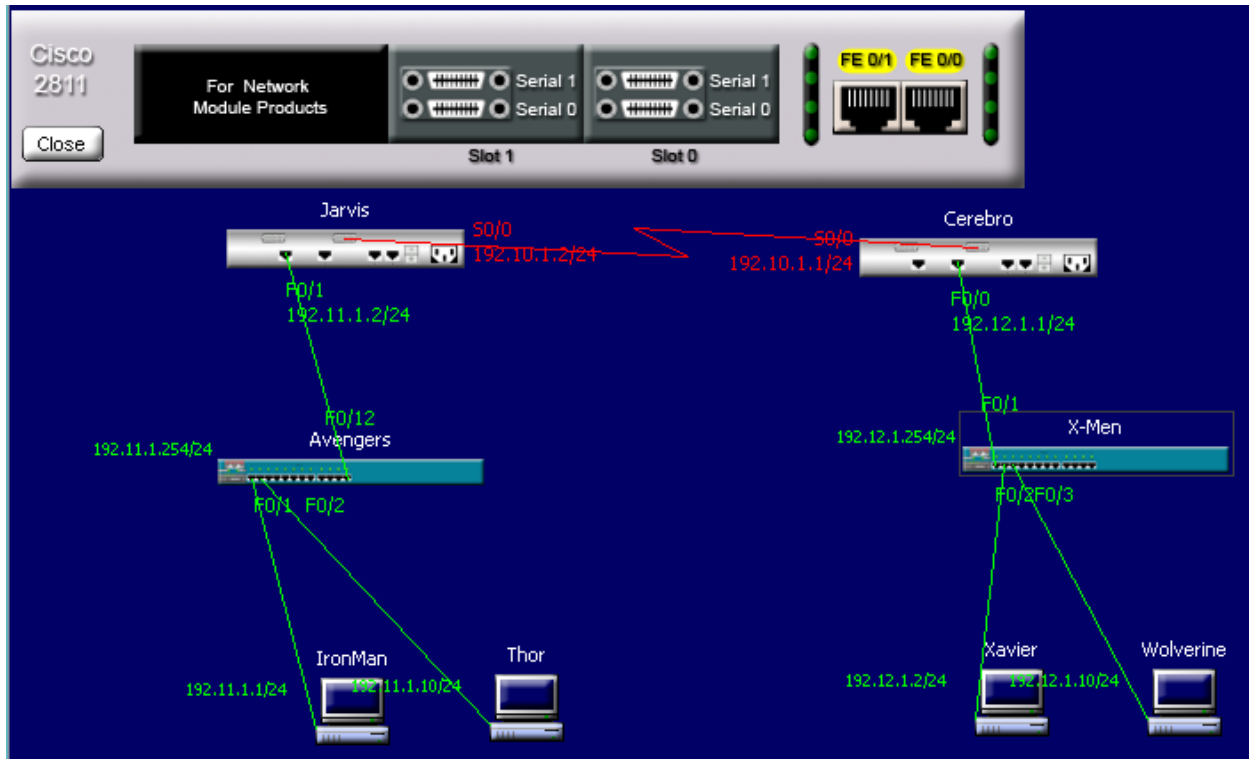 Cisco
2811
Close
For Network
Module Products
Serial 1
Serial 0
Slot 1
Serial 1
Serial 0
Slot 0
FE 0/1 FE 0/0
Jarvis
S0/0
192.10.1.2/24
F0/1
192.11.1.2/24
Cerebro
S0/0
192.10.1.1/24
F0/0
192.12.1.1/24
F0/12
Avengers
192.11.1.254/24
F0/1 F0/2
F0/1
X-Men
192.12.1.254/24
F0/2F0/3
IronMan
192.11.1.1/24
Thor
192.11.1.10/24
Xavier
192.12.1.2/24
Wolverine
192.12.1.10/24